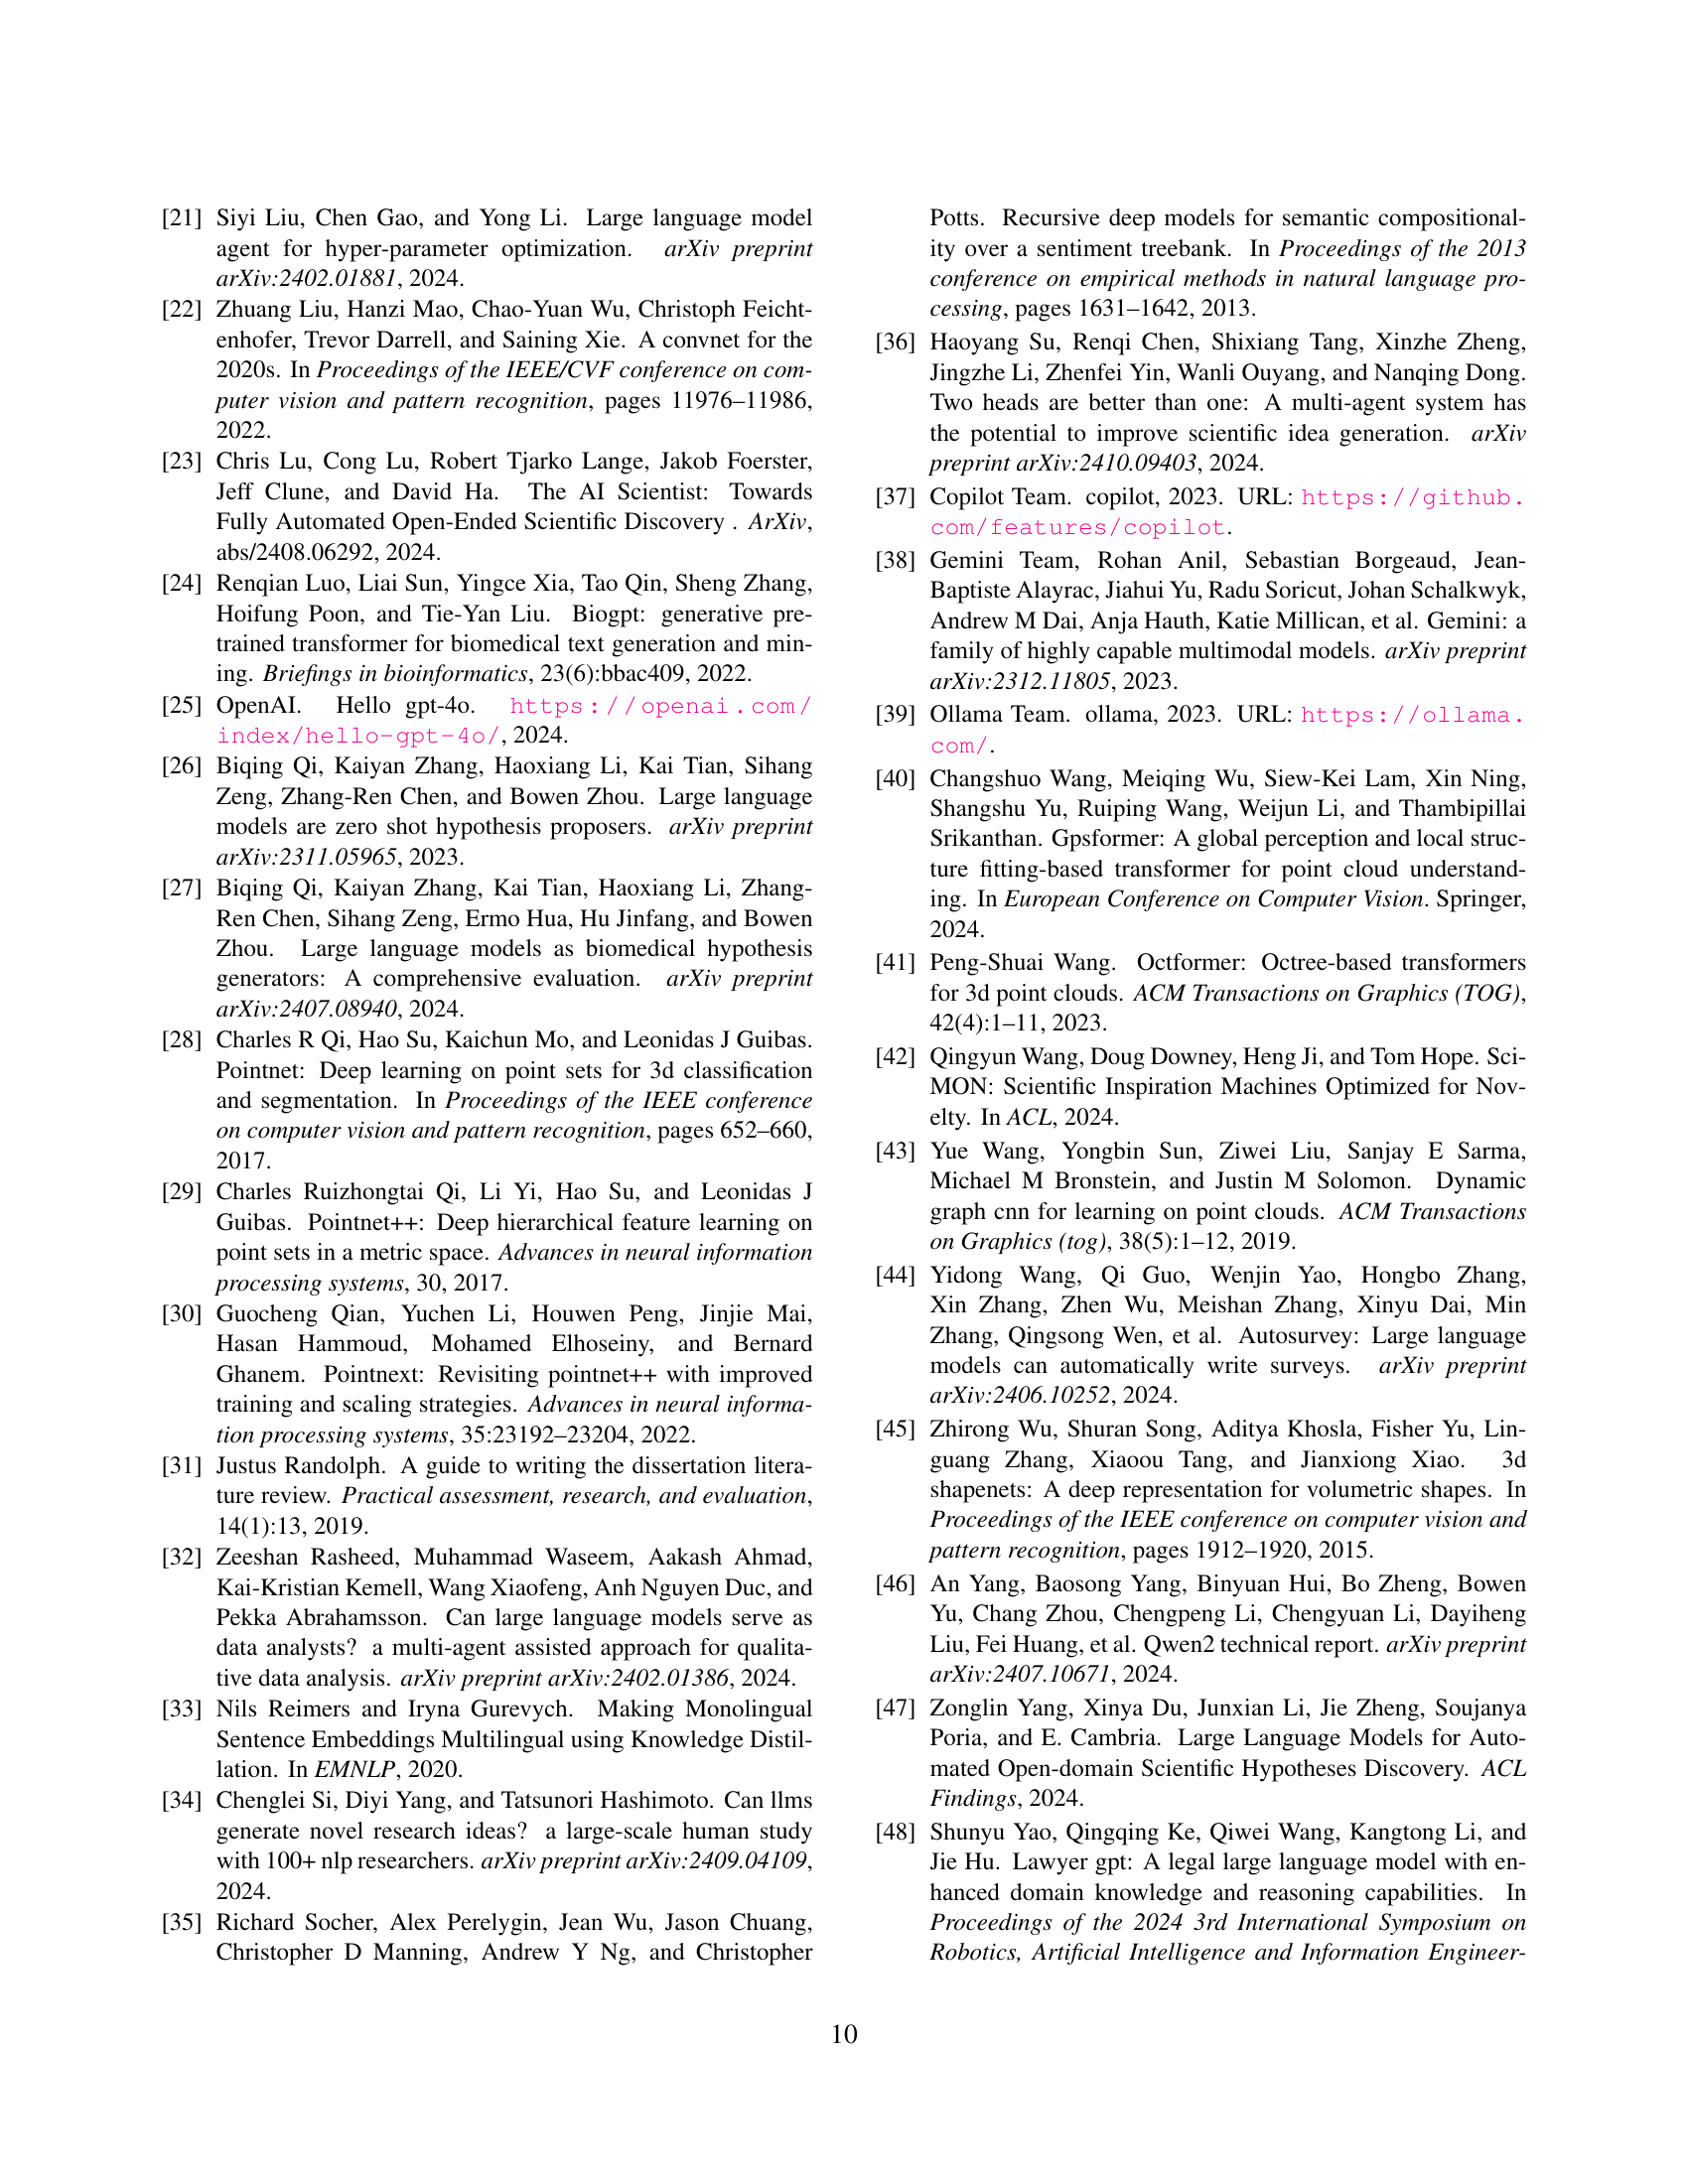 [21] Siyi Liu, Chen Gao, and Yong Li. Large language model
agent for hyper-parameter optimization. arXiv preprint
arXiv:2402.01881, 2024.
[22] Zhuang Liu, Hanzi Mao, Chao-Yuan Wu, Christoph Feicht-
enhofer, Trevor Darrell, and Saining Xie. A convnet for the
2020s. In Proceedings of the IEEE/CVF conference on com-
puter vision and pattern recognition, pages 11976–11986,
2022.
[23] Chris Lu, Cong Lu, Robert Tjarko Lange, Jakob Foerster,
Jeff Clune, and David Ha. The AI Scientist: Towards
Fully Automated Open-Ended Scientific Discovery . ArXiv,
abs/2408.06292, 2024.
[24] Renqian Luo, Liai Sun, Yingce Xia, Tao Qin, Sheng Zhang,
Hoifung Poon, and Tie-Yan Liu. Biogpt: generative pre-
trained transformer for biomedical text generation and min-
ing. Briefings in bioinformatics, 23(6):bbac409, 2022.
[25] OpenAI. Hello gpt-4o. https://openai.com/
index/hello-gpt-4o/, 2024.
[26] Biqing Qi, Kaiyan Zhang, Haoxiang Li, Kai Tian, Sihang
Zeng, Zhang-Ren Chen, and Bowen Zhou. Large language
models are zero shot hypothesis proposers. arXiv preprint
arXiv:2311.05965, 2023.
[27] Biqing Qi, Kaiyan Zhang, Kai Tian, Haoxiang Li, Zhang-
Ren Chen, Sihang Zeng, Ermo Hua, Hu Jinfang, and Bowen
Zhou. Large language models as biomedical hypothesis
generators: A comprehensive evaluation. arXiv preprint
arXiv:2407.08940, 2024.
[28] Charles R Qi, Hao Su, Kaichun Mo, and Leonidas J Guibas.
Pointnet: Deep learning on point sets for 3d classification
and segmentation. In Proceedings of the IEEE conference
on computer vision and pattern recognition, pages 652–660,
2017.
[29] Charles Ruizhongtai Qi, Li Yi, Hao Su, and Leonidas J
Guibas. Pointnet++: Deep hierarchical feature learning on
point sets in a metric space. Advances in neural information
processing systems, 30, 2017.
[30] Guocheng Qian, Yuchen Li, Houwen Peng, Jinjie Mai,
Hasan Hammoud, Mohamed Elhoseiny, and Bernard
Ghanem. Pointnext: Revisiting pointnet++ with improved
training and scaling strategies. Advances in neural informa-
tion processing systems, 35:23192–23204, 2022.
[31] Justus Randolph. A guide to writing the dissertation litera-
ture review. Practical assessment, research, and evaluation,
14(1):13, 2019.
[32] Zeeshan Rasheed, Muhammad Waseem, Aakash Ahmad,
Kai-Kristian Kemell, Wang Xiaofeng, Anh Nguyen Duc, and
Pekka Abrahamsson. Can large language models serve as
data analysts? a multi-agent assisted approach for qualita-
tive data analysis. arXiv preprint arXiv:2402.01386, 2024.
[33] Nils Reimers and Iryna Gurevych. Making Monolingual
Sentence Embeddings Multilingual using Knowledge Distil-
lation. In EMNLP, 2020.
[34] Chenglei Si, Diyi Yang, and Tatsunori Hashimoto. Can llms
generate novel research ideas? a large-scale human study
with 100+ nlp researchers. arXiv preprint arXiv:2409.04109,
2024.
[35] Richard Socher, Alex Perelygin, Jean Wu, Jason Chuang,
Christopher D Manning, Andrew Y Ng, and Christopher
Potts. Recursive deep models for semantic compositional-
ity over a sentiment treebank. In Proceedings of the 2013
conference on empirical methods in natural language pro-
cessing, pages 1631–1642, 2013.
[36] Haoyang Su, Renqi Chen, Shixiang Tang, Xinzhe Zheng,
Jingzhe Li, Zhenfei Yin, Wanli Ouyang, and Nanqing Dong.
Two heads are better than one: A multi-agent system has
the potential to improve scientific idea generation. arXiv
preprint arXiv:2410.09403, 2024.
[37] Copilot Team. copilot, 2023. URL: https://github.
com/features/copilot.
[38] Gemini Team, Rohan Anil, Sebastian Borgeaud, Jean-
Baptiste Alayrac, Jiahui Yu, Radu Soricut, Johan Schalkwyk,
Andrew M Dai, Anja Hauth, Katie Millican, et al. Gemini: a
family of highly capable multimodal models. arXiv preprint
arXiv:2312.11805, 2023.
[39] Ollama Team. ollama, 2023. URL: https://ollama.
com/.
[40] Changshuo Wang, Meiqing Wu, Siew-Kei Lam, Xin Ning,
Shangshu Yu, Ruiping Wang, Weijun Li, and Thambipillai
Srikanthan. Gpsformer: A global perception and local struc-
ture fitting-based transformer for point cloud understand-
ing. In European Conference on Computer Vision. Springer,
2024.
[41] Peng-Shuai Wang. Octformer: Octree-based transformers
for 3d point clouds. ACM Transactions on Graphics (TOG),
42(4):1–11, 2023.
[42] Qingyun Wang, Doug Downey, Heng Ji, and Tom Hope. Sci-
MON: Scientific Inspiration Machines Optimized for Nov-
elty. In ACL, 2024.
[43] Yue Wang, Yongbin Sun, Ziwei Liu, Sanjay E Sarma,
Michael M Bronstein, and Justin M Solomon. Dynamic
graph cnn for learning on point clouds. ACM Transactions
on Graphics (tog), 38(5):1–12, 2019.
[44] Yidong Wang, Qi Guo, Wenjin Yao, Hongbo Zhang,
Xin Zhang, Zhen Wu, Meishan Zhang, Xinyu Dai, Min
Zhang, Qingsong Wen, et al. Autosurvey: Large language
models can automatically write surveys. arXiv preprint
arXiv:2406.10252, 2024.
[45] Zhirong Wu, Shuran Song, Aditya Khosla, Fisher Yu, Lin-
guang Zhang, Xiaoou Tang, and Jianxiong Xiao. 3d
shapenets: A deep representation for volumetric shapes. In
Proceedings of the IEEE conference on computer vision and
pattern recognition, pages 1912–1920, 2015.
[46] An Yang, Baosong Yang, Binyuan Hui, Bo Zheng, Bowen
Yu, Chang Zhou, Chengpeng Li, Chengyuan Li, Dayiheng
Liu, Fei Huang, et al. Qwen2 technical report. arXiv preprint
arXiv:2407.10671, 2024.
[47] Zonglin Yang, Xinya Du, Junxian Li, Jie Zheng, Soujanya
Poria, and E. Cambria. Large Language Models for Auto-
mated Open-domain Scientific Hypotheses Discovery. ACL
Findings, 2024.
[48] Shunyu Yao, Qingqing Ke, Qiwei Wang, Kangtong Li, and
Jie Hu. Lawyer gpt: A legal large language model with en-
hanced domain knowledge and reasoning capabilities. In
Proceedings of the 2024 3rd International Symposium on
Robotics, Artificial Intelligence and Information Engineer-
10